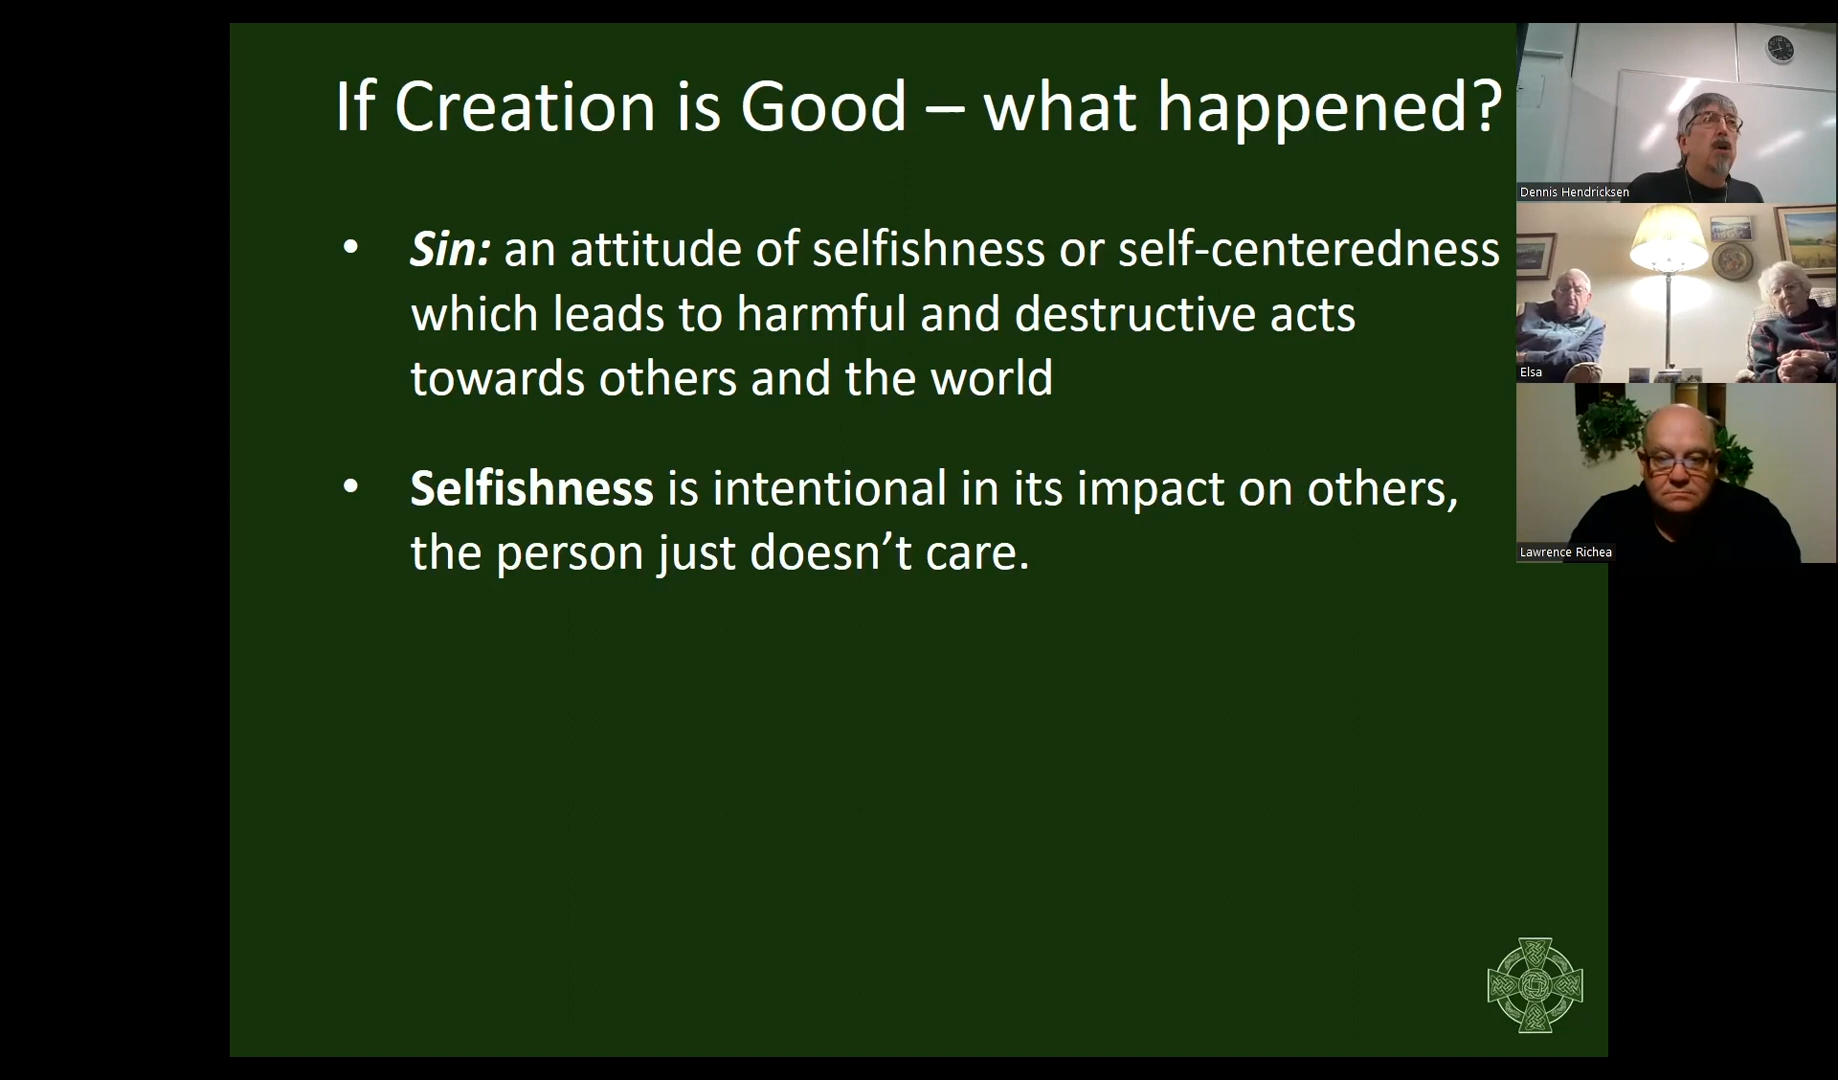 If Creation is Good – what happened?
• Sin: an attitude of selfishness or self-centeredness
which leads to harmful and destructive acts
towards others and the world
• Selfishness is intentional in its impact on others,
the person just doesn’t care.
Dennis Hendricksen
Elsa
Lawrence Richea